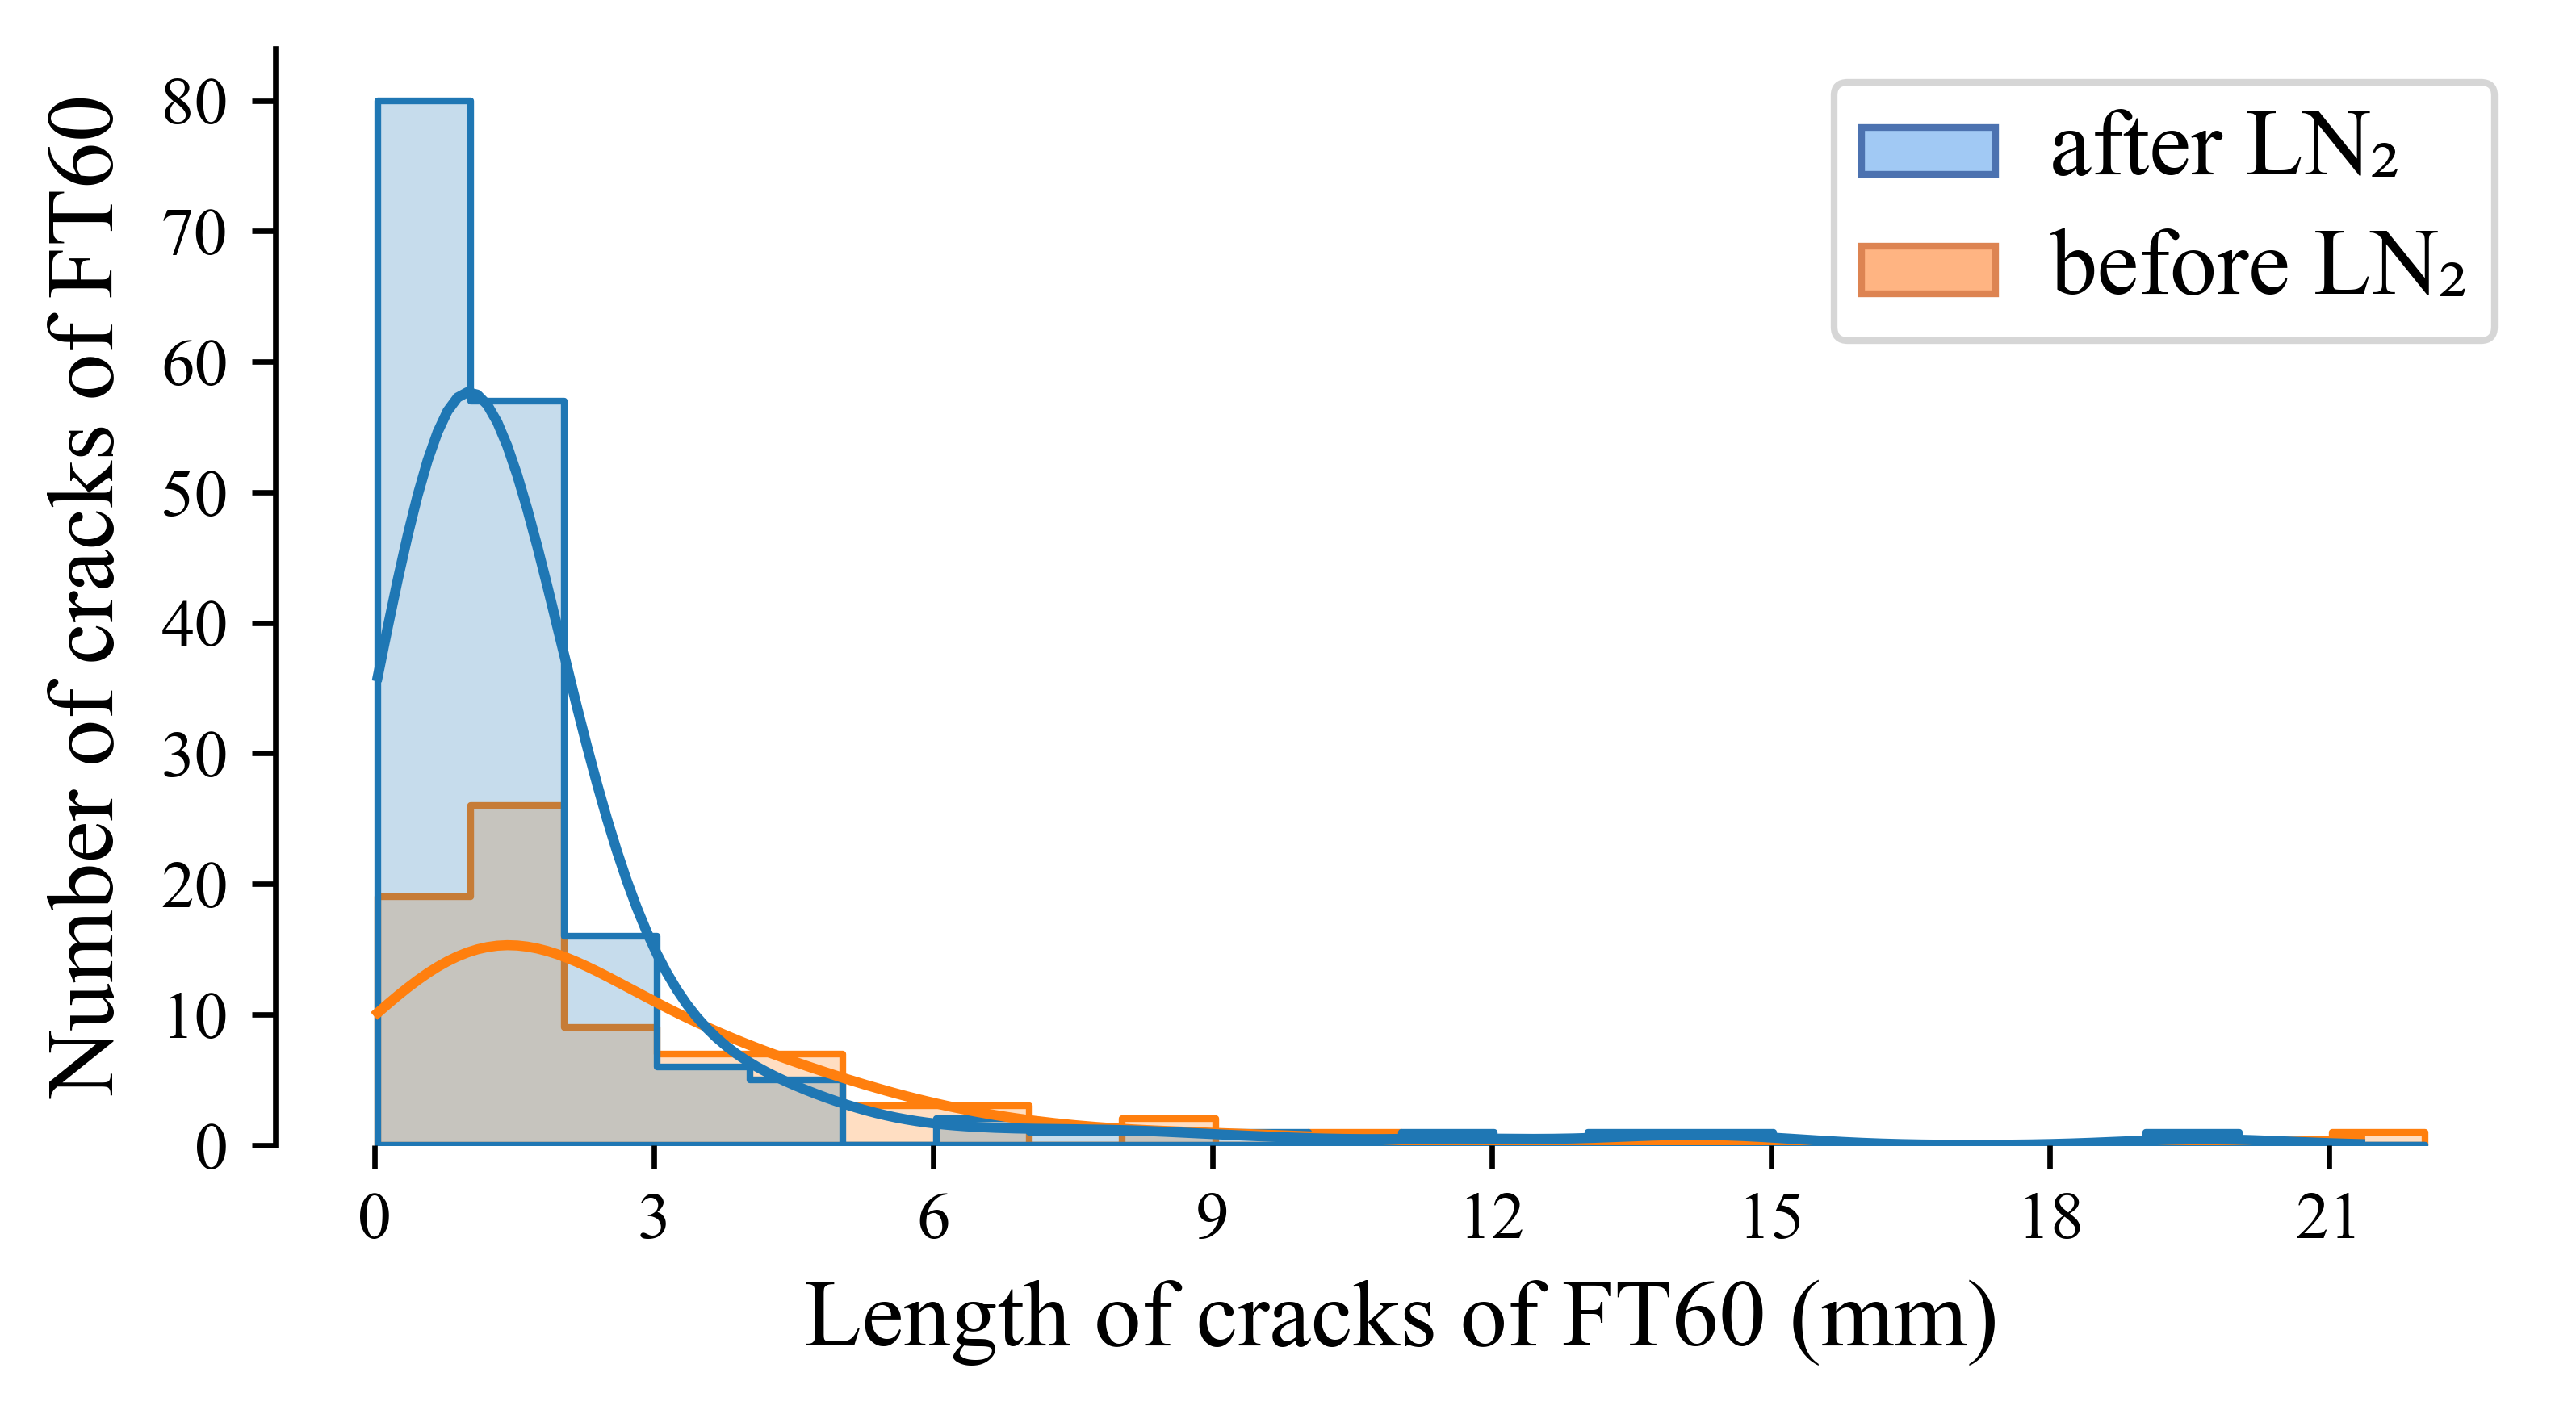 Number of cracks of FT60
80
70
60
50
40
30
20
10
0
after LN₂
before LN₂
0 3 6 9 12 15 18 21
Length of cracks of FT60 (mm)